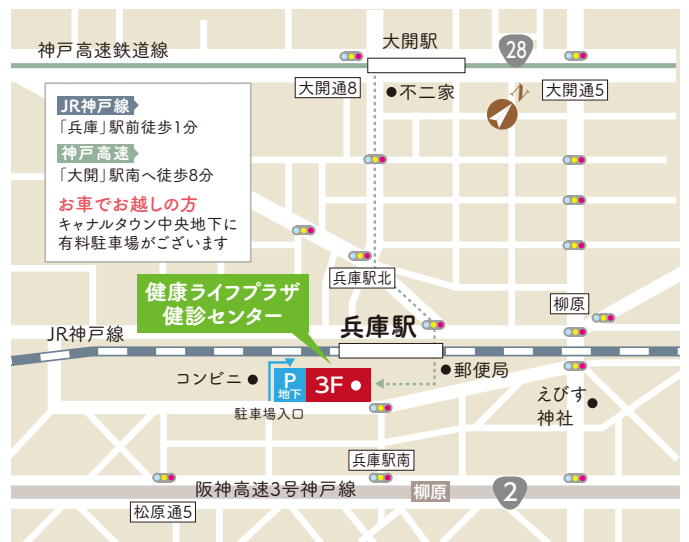 大開駅
神戸高速鉄道線
28
大開通8
不二家
大開通5
N
JR神戸線
「兵庫」駅前徒歩1分
神戸高速
「大開」駅南へ徒歩8分
お車でお越しの方
キャナルタウン中央地下に
有料駐車場がございます
兵庫駅北
健康ライフプラザ
健診センター
柳原
兵庫駅
JR神戸線
コンビニ
P
地下
3F
郵便局
えびす
神社
駐車場入口
兵庫駅南
阪神高速3号神戸線
柳原
2
松原通5